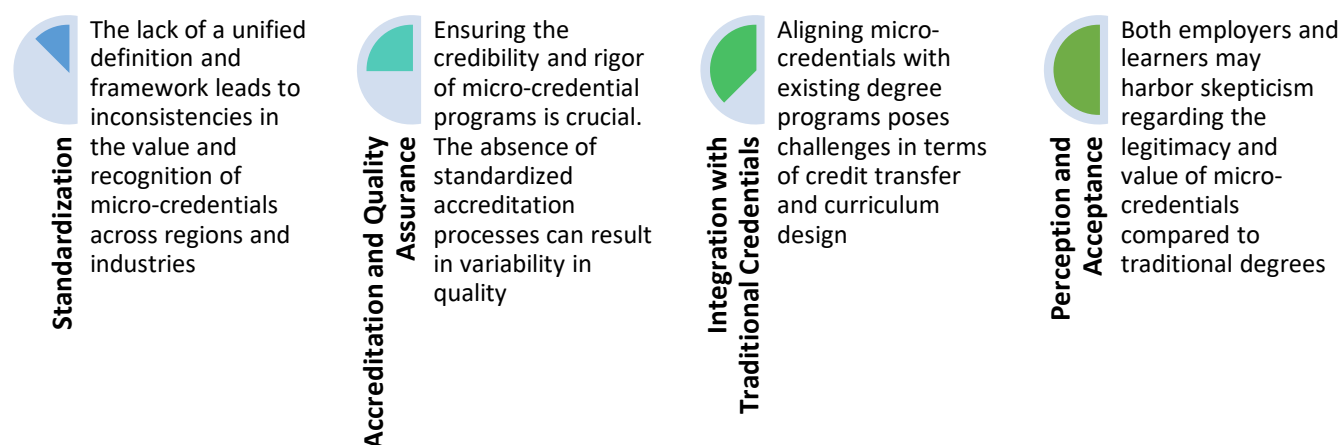 Standardization
The lack of a unified
definition and
framework leads to
inconsistencies in
the value and
recognition of
micro-credentials
across regions and
industries
Accreditation and Quality
Assurance
Ensuring the
credibility and rigor
of micro-credential
programs is crucial.
The absence of
standardized
accreditation
processes can result
in variability in
quality
Integration with
Traditional Credentials
Aligning micro-
credentials with
existing degree
programs poses
challenges in terms
of credit transfer
and curriculum
design
Perception and
Acceptance
Both employers and
learners may
harbor skepticism
regarding the
legitimacy and
value of micro-
credentials
compared to
traditional degrees